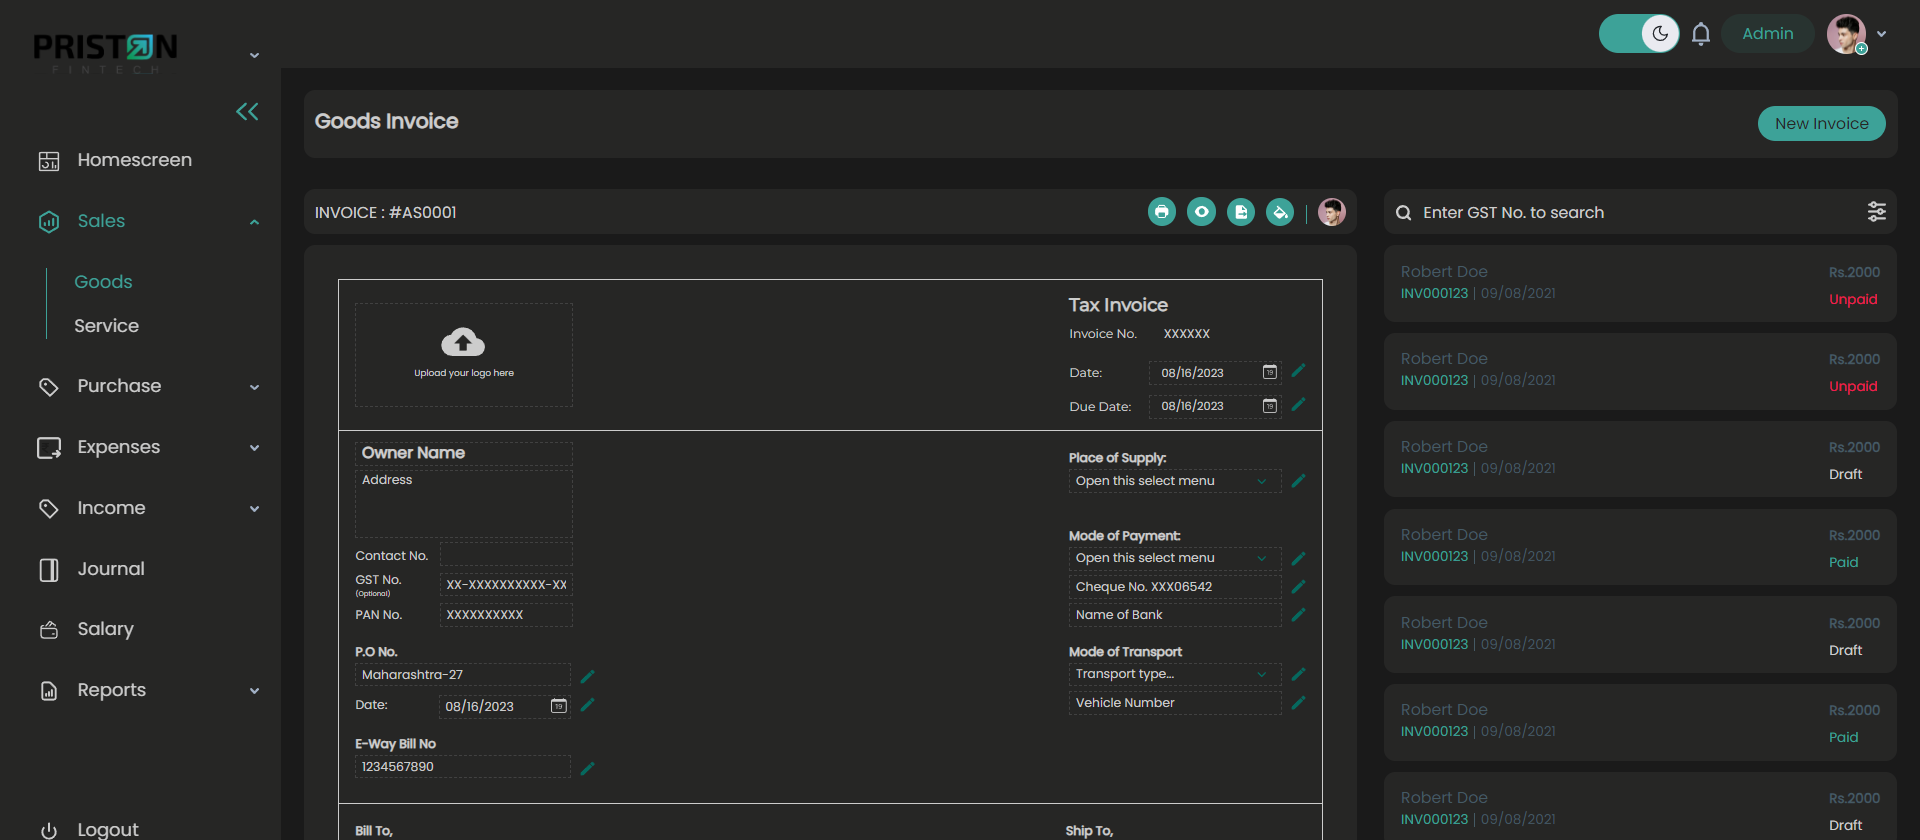 PRISTON
FINTECH
Admin
Homescreen
Sales
Goods
Service
Purchase
Expenses
Income
Journal
Salary
Reports
Logout
Goods Invoice
New Invoice
INVOICE : #AS0001
Upload your logo here
Tax Invoice
Invoice No. XXXXXX
Date: 08/16/2023
Due Date: 08/16/2023
Owner Name
Address
Contact No.
GST No. XX-XXXXXXXXXX-XX
(Optional)
PAN No. XXXXXXXXXX
P.O No.
Maharashtra-27
Date: 08/16/2023
E-Way Bill No
1234567890
Place of Supply:
Open this select menu
Mode of Payment:
Open this select menu
Cheque No. XXX06542
Name of Bank
Mode of Transport
Transport type...
Vehicle Number
Bill To,
Ship To,
Enter GST No. to search
Robert Doe Rs.2000
INV000123 | 09/08/2021
Unpaid
Robert Doe Rs.2000
INV000123 | 09/08/2021
Unpaid
Robert Doe Rs.2000
INV000123 | 09/08/2021
Draft
Robert Doe Rs.2000
INV000123 | 09/08/2021
Paid
Robert Doe Rs.2000
INV000123 | 09/08/2021
Draft
Robert Doe Rs.2000
INV000123 | 09/08/2021
Paid
Robert Doe Rs.2000
INV000123 | 09/08/2021
Draft